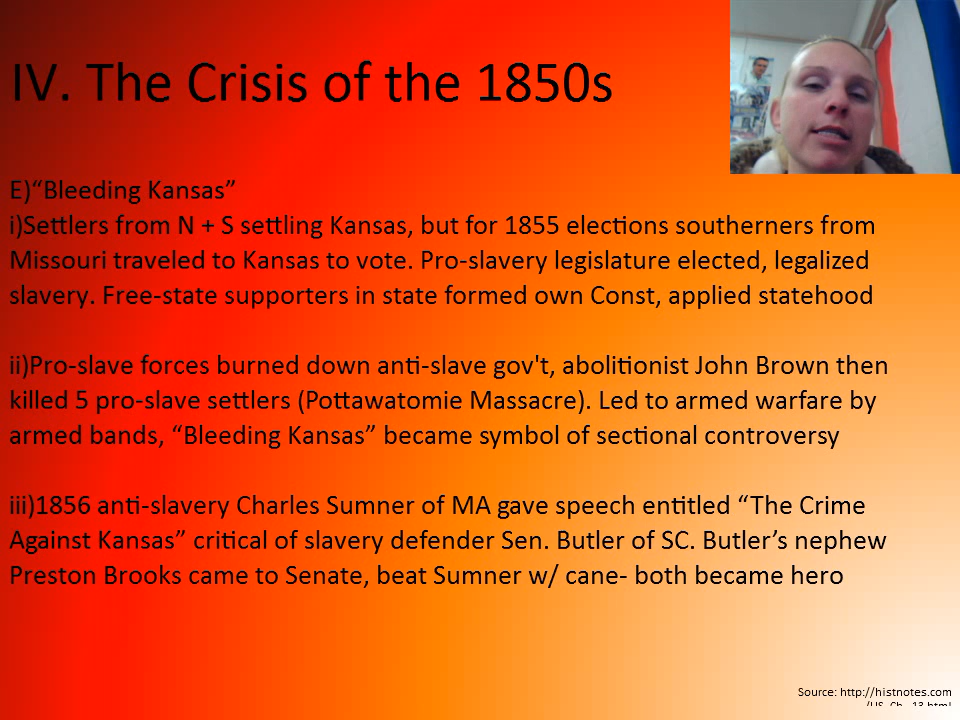 IV. The Crisis of the 1850s
E)“Bleeding Kansas”
i)Settlers from N + S settling Kansas, but for 1855 elections southerners from
Missouri traveled to Kansas to vote. Pro-slavery legislature elected, legalized
slavery. Free-state supporters in state formed own Const, applied statehood
ii)Pro-slave forces burned down anti-slave gov't, abolitionist John Brown then
killed 5 pro-slave settlers (Pottawatomie Massacre). Led to armed warfare by
armed bands, “Bleeding Kansas” became symbol of sectional controversy
iii)1856 anti-slavery Charles Sumner of MA gave speech entitled “The Crime
Against Kansas” critical of slavery defender Sen. Butler of SC. Butler’s nephew
Preston Brooks came to Senate, beat Sumner w/ cane- both became hero
Source: http://histnotes.com
/US_Ch._13.html